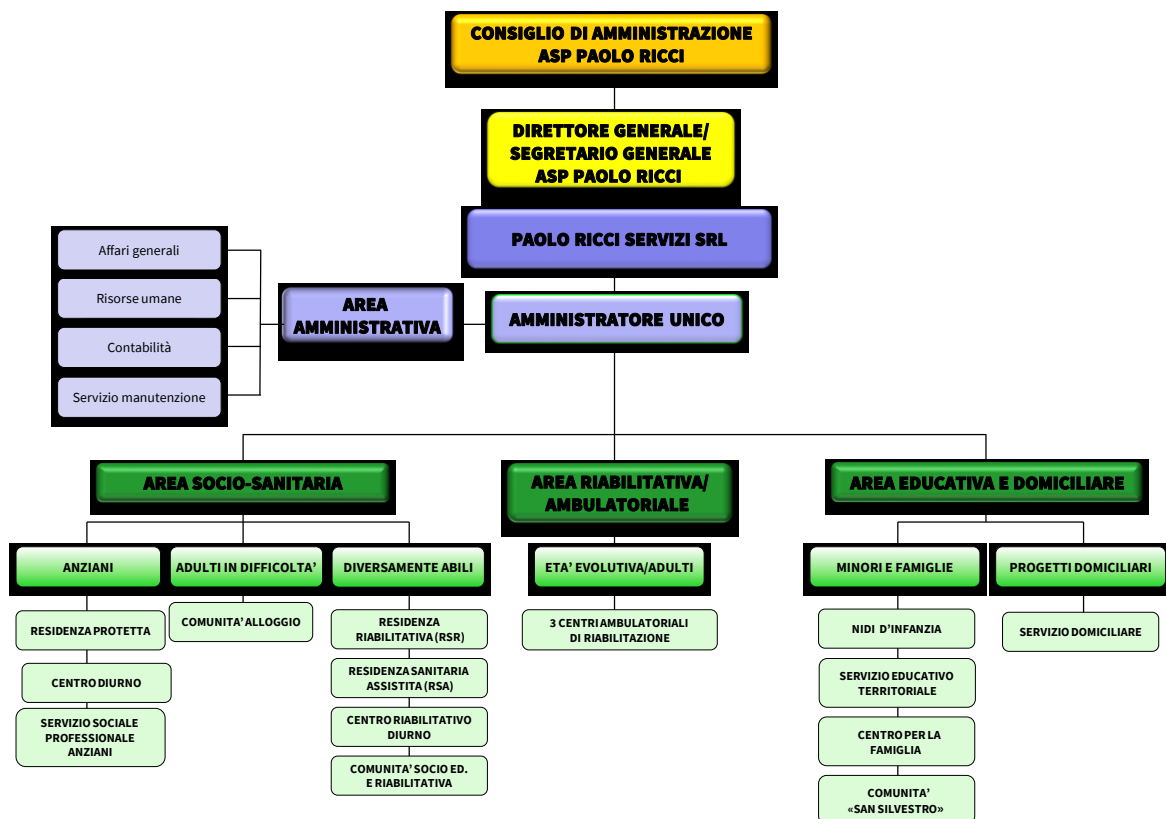 CONSIGLIO DI AMMINISTRAZIONE
ASP PAOLO RICCI
DIRETTORE GENERALE/
SEGRETARIO GENERALE
ASP PAOLO RICCI
PAOLO RICCI SERVIZI SRL
AMMINISTRATORE UNICO
AREA
AMMINISTRATIVA
Affari generali
Risorse umane
Contabilità
Servizio manutenzione
AREA SOCIO-SANITARIA
ANZIANI
RESIDENZA PROTETTA
CENTRO DIURNO
SERVIZIO SOCIALE
PROFESSIONALE
ANZIANI
ADULTI IN DIFFICOLTA'
COMUNITA' ALLOGGIO
DIVERSAMENTE ABILI
RESIDENZA
RIABILITATIVA (RSR)
RESIDENZA SANITARIA
ASSISTITA (RSA)
CENTRO RIABILITATIVO
DIURNO
COMUNITA' SOCIO ED.
E RIABILITATIVA
AREA RIABILITATIVA/
AMBULATORIALE
ETA' EVOLUTIVA/ADULTI
3 CENTRI AMBULATORIALI
DI RIABILITAZIONE
AREA EDUCATIVA E DOMICILIARE
MINORI E FAMIGLIE
NIDI D'INFANZIA
SERVIZIO EDUCATIVO
TERRITORIALE
CENTRO PER LA
FAMIGLIA
COMUNITA'
«SAN SILVESTRO»
PROGETTI DOMICILIARI
SERVIZIO DOMICILIARE